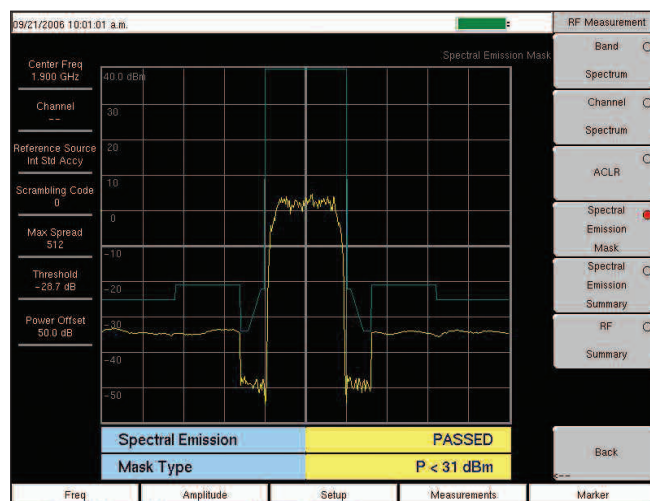 09/21/2006 10:01:01 a.m.
RF Measurement
Spectral Emission Mask
Center Freq
1.900 GHz
Channel
--
Reference Source
Int Std Accy
Scrambling Code
0
Max Spread
512
Threshold
-28.7 dB
Power Offset
50.0 dB
40.0 dBm
30
20
10
0
-10
-20
-30
-40
-50
Spectral Emission PASSED
Mask Type P < 31 dBm
Band
Spectrum
Channel
Spectrum
ACLR
Spectral
Emission
Mask
Spectral
Emission
Summary
RF
Summary
Back
<---
Freq Amplitude Setup Measurements Marker